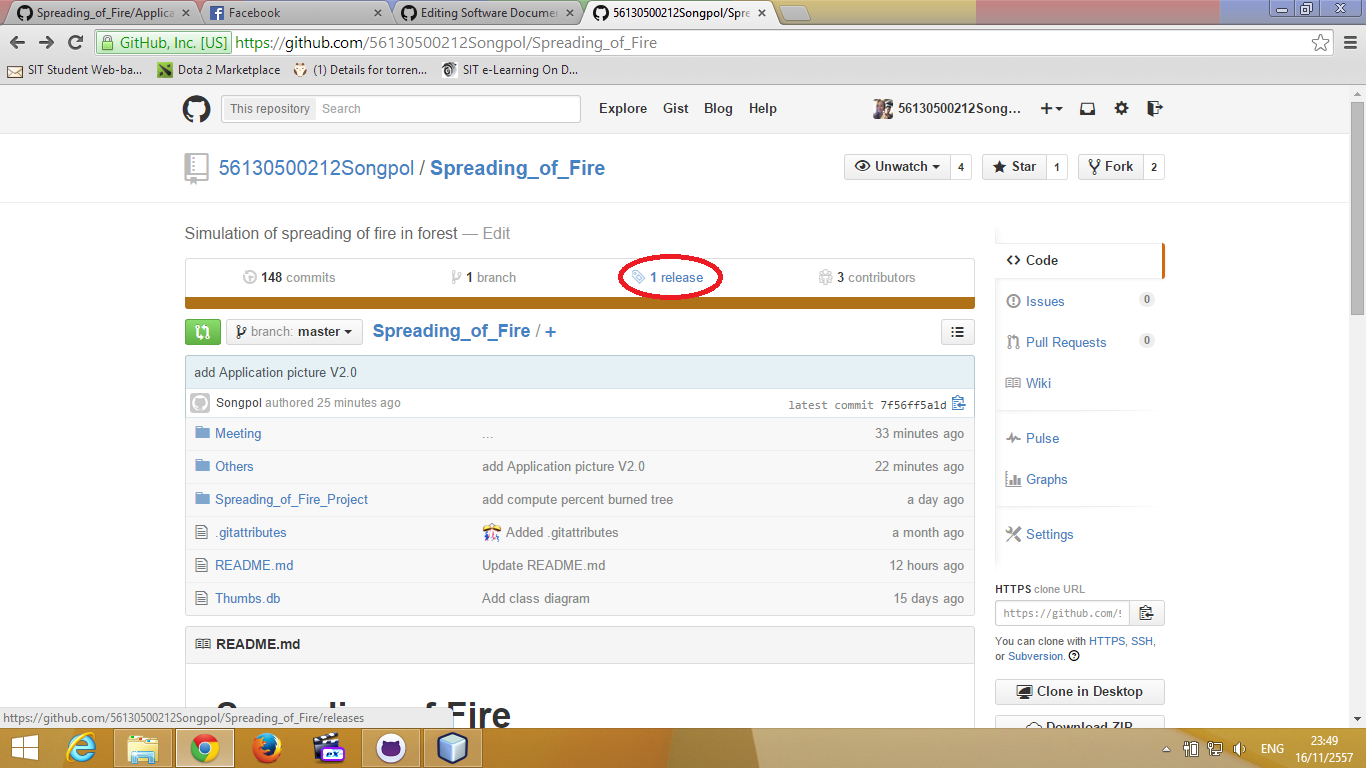 Spreading_of_Fire/Applica
Facebook
Editing Software Documen
56130500212Songpol/Spre
GitHub, Inc. [US] https://github.com/56130500212Songpol/Spreading_of_Fire
SIT Student Web-ba...
Dota 2 Marketplace
(1) Details for torren...
SIT e-Learning On D...
This repository Search
Explore Gist Blog Help
56130500212Song...
56130500212Songpol / Spreading_of_Fire
Unwatch 4
Star 1
Fork 2
Simulation of spreading of fire in forest — Edit
148 commits
1 branch
1 release
3 contributors
branch: master
Spreading_of_Fire / +
add Application picture V2.0
Songpol authored 25 minutes ago
latest commit 7f56ff5a1d
Meeting ... 33 minutes ago
Others add Application picture V2.0 22 minutes ago
Spreading_of_Fire_Project add compute percent burned tree a day ago
.gitattributes Added .gitattributes a month ago
README.md Update README.md 12 hours ago
Thumbs.db Add class diagram 15 days ago
README.md
Spreading of Fire
Code
Issues 0
Pull Requests 0
Wiki
Pulse
Graphs
Settings
HTTPS clone URL
https://github.com/
You can clone with HTTPS, SSH,
or Subversion.
Clone in Desktop
Download ZIP
https://github.com/56130500212Songpol/Spreading_of_Fire/releases
ex
ENG
23:49
16/11/2557